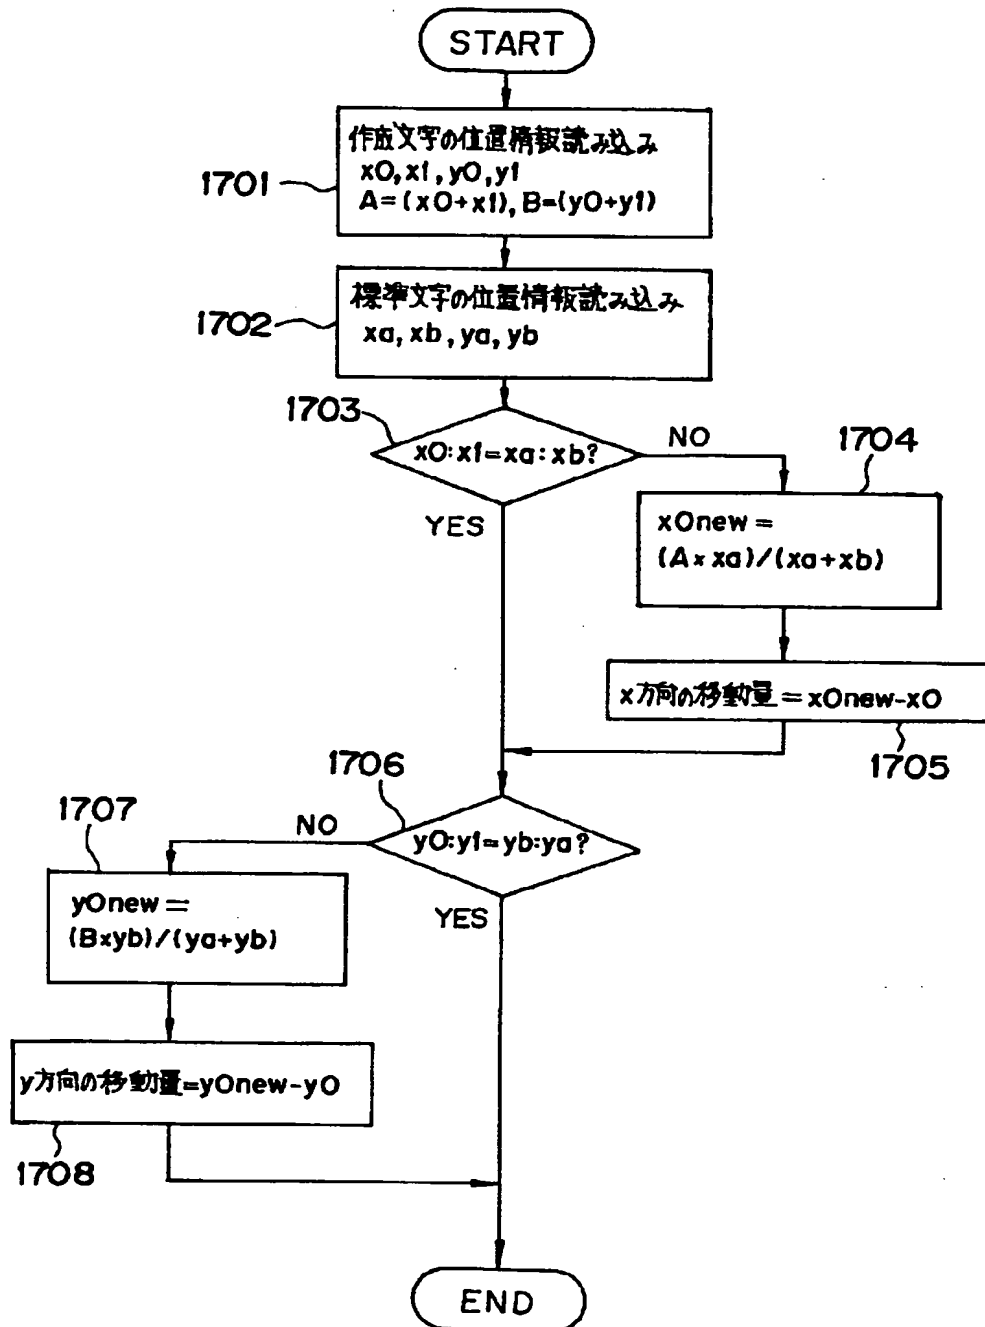 START
作成文字の位置情報読み込み
x0, x1, y0, y1
A=(x0+x1), B=(y0+y1)
1701
標準文字の位置情報読み込み
xa, xb, ya, yb
1702
1703
x0:x1=xa:xb?
NO
YES
1704
x0new =
(A×xa)/(xa+xb)
x方向の移動量=x0new-x0
1705
1706
y0:y1=yb:ya?
NO
YES
1707
y0new =
(B×yb)/(ya+yb)
y方向の移動量=y0new-y0
1708
END